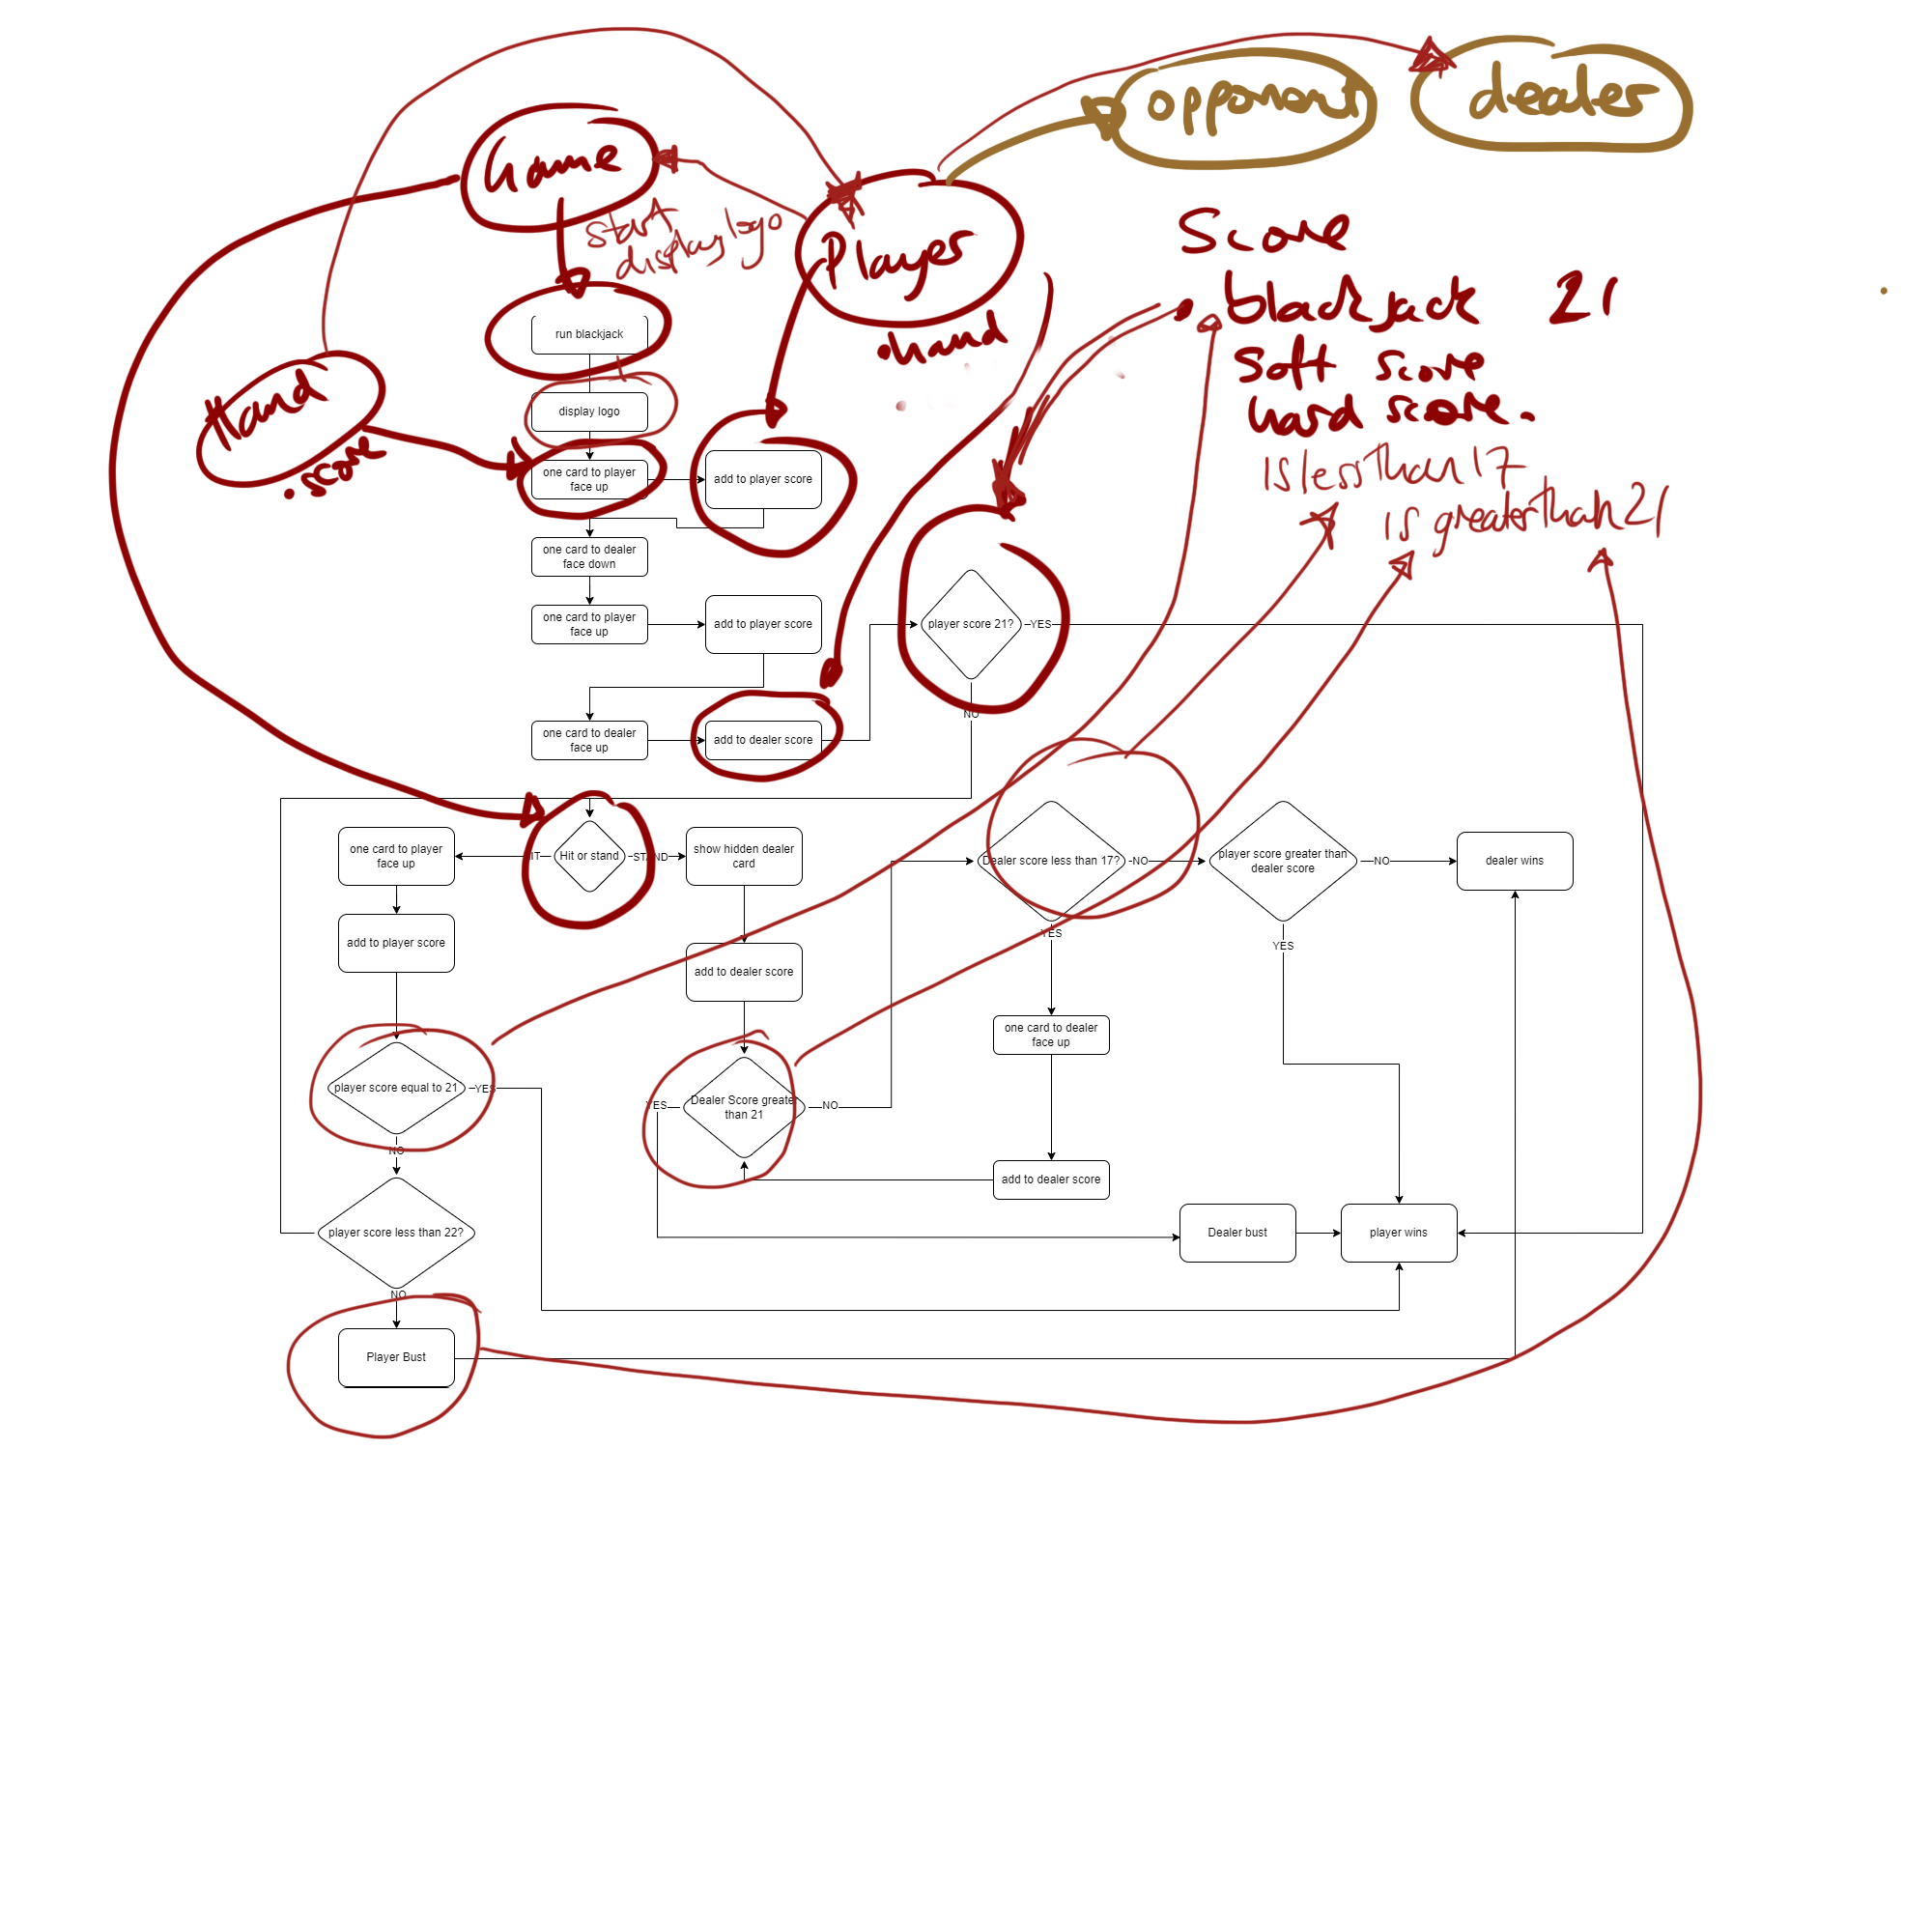 opponent
dealer
Game
start
display logo
Player
.hand
Score
. blackjack 21
soft score
hard score.
is less than 17
is greater than 21
Hand
.score
run blackjack
display logo
one card to player
face up
add to player score
one card to dealer
face down
one card to player
face up
add to player score
player score 21?
YES
NO
one card to dealer
face up
add to dealer score
one card to player
face up
HIT
Hit or stand
STAND
show hidden dealer
card
Dealer score less than 17?
NO
YES
player score greater than
dealer score
NO
YES
dealer wins
add to player score
add to dealer score
one card to dealer
face up
player score equal to 21
YES
NO
Dealer Score greater
than 21
YES
NO
add to dealer score
player score less than 22?
NO
Dealer bust
player wins
Player Bust